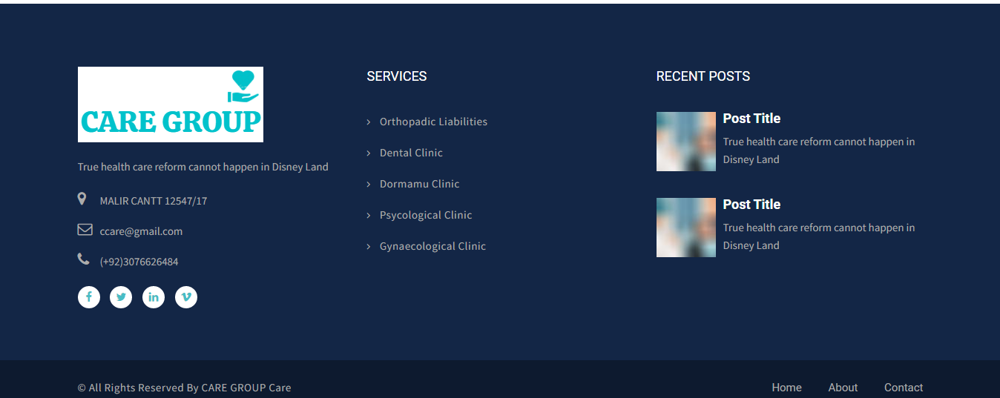 CARE GROUP
True health care reform cannot happen in Disney Land
MALIR CANTT 12547/17
ccare@gmail.com
(+92)3076626484
SERVICES
Orthopadic Liabilities
Dental Clinic
Dormamu Clinic
Psycological Clinic
Gynaecological Clinic
RECENT POSTS
Post Title
True health care reform cannot happen in
Disney Land
Post Title
True health care reform cannot happen in
Disney Land
© All Rights Reserved By CARE GROUP Care
Home About Contact